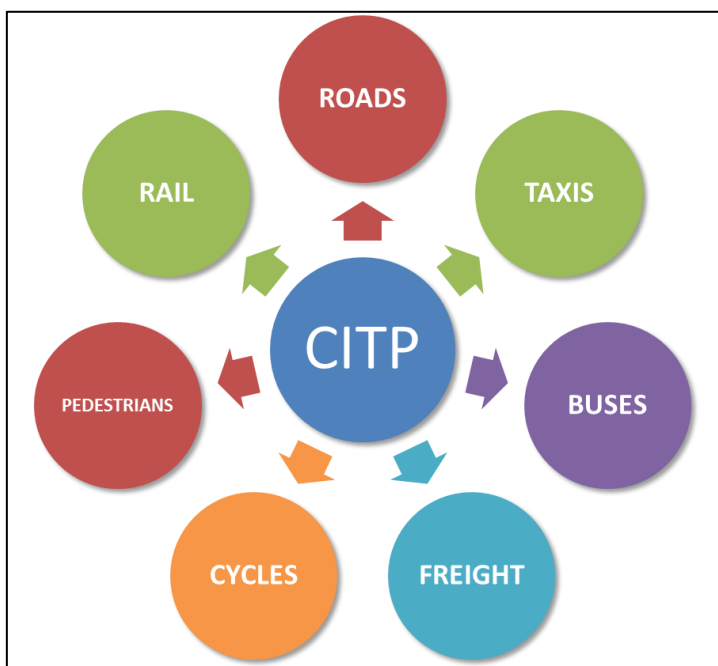 ROADS
RAIL
TAXIS
CITP
PEDESTRIANS
BUSES
CYCLES
FREIGHT